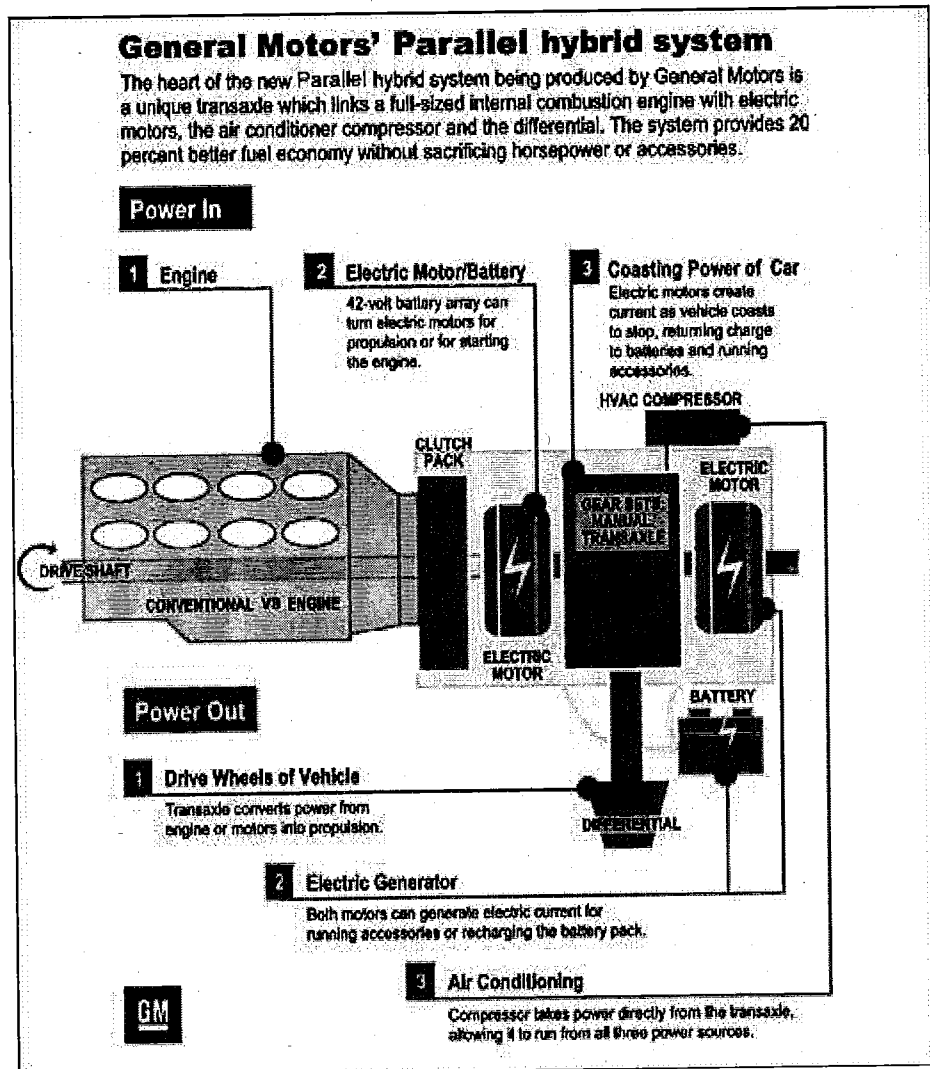 General Motors' Parallel hybrid system
The heart of the new Parallel hybrid system being produced by General Motors is
a unique transaxle which links a full-sized internal combustion engine with electric
motors, the air conditioner compressor and the differential. The system provides 20
percent better fuel economy without sacrificing horsepower or accessories.
Power In
1 Engine
2 Electric Motor/Battery
42-volt battery array can
turn electric motors for
propulsion or for starting
the engine.
3 Coasting Power of Car
Electric motors create
current as vehicle coasts
to stop, returning charge
to batteries and running
accessories.
HVAC COMPRESSOR
CLUTCH
PACK
ELECTRIC
MOTOR
GEAR SETS:
MANUAL
TRANSAXLE
DRIVE SHAFT
CONVENTIONAL V8 ENGINE
ELECTRIC
MOTOR
BATTERY
Power Out
1 Drive Wheels of Vehicle
Transaxle converts power from
engine or motors into propulsion.
DIFFERENTIAL
2 Electric Generator
Both motors can generate electric current for
running accessories or recharging the battery pack.
3 Air Conditioning
Compressor takes power directly from the transaxle,
allowing it to run from all three power sources.
GM